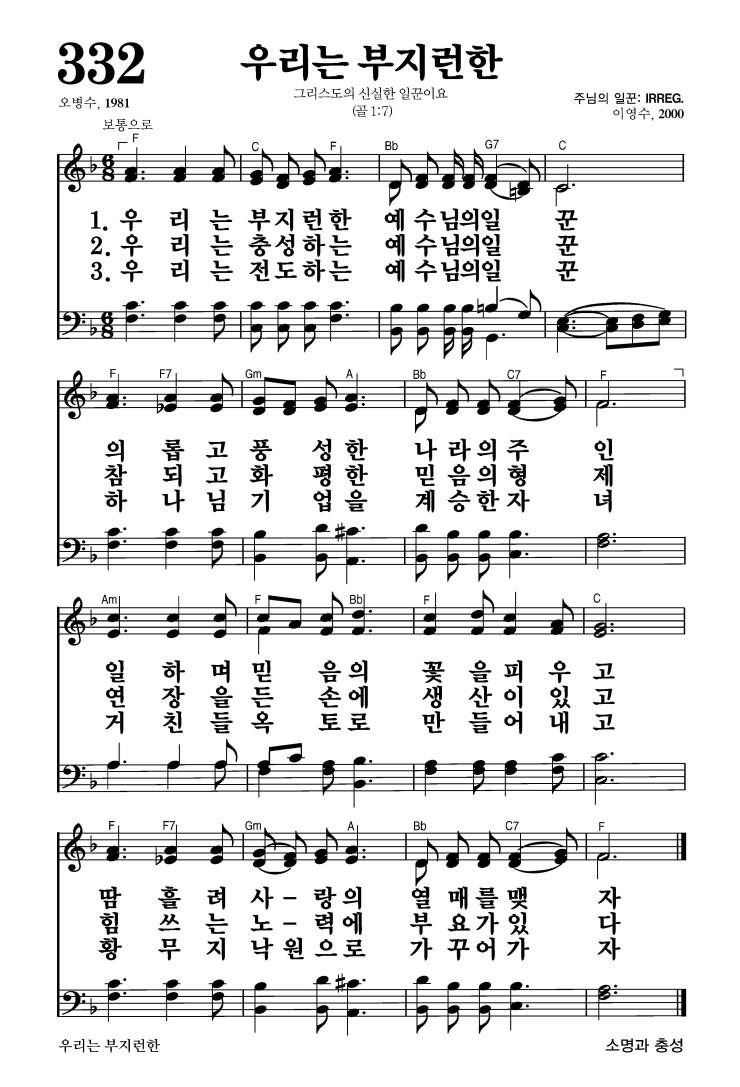 332 우리는 부지런한
그리스도의 신실한 일꾼이요
오병수, 1981 주님의 일꾼: IRREG.
(골 1:7) 이영수, 2000
보통으로
F C F Bb G7 C
1. 우 리 는 부 지 런 한 예 수 님의일 꾼
2. 우 리 는 충 성 하 는 예 수 님의일 꾼
3. 우 리 는 전 도 하 는 예 수 님의일 꾼
F F7 Gm A Bb C7 F
의 롭 고 풍 성 한 나 라 의 주 인
참 되 고 화 평 한 믿 음 의 형 제
하 나 님 기 업 을 계 승 한 자 녀
Am F Bb F C
일 하 며 믿 음 의 꽃 을 피 우 고
연 장 을 든 손 에 생 산 이 있 고
거 친 들 옥 토 로 만 들 어 내 고
F F7 Gm A Bb C7 F
땀 흘 려 사 - 랑 의 열 매 를 맺 자
힘 쓰 는 노 - 력 에 부 요 가 있 다
황 무 지 낙 원 으 로 가 꾸 어 가 자
우리는 부지런한 소명과 충성